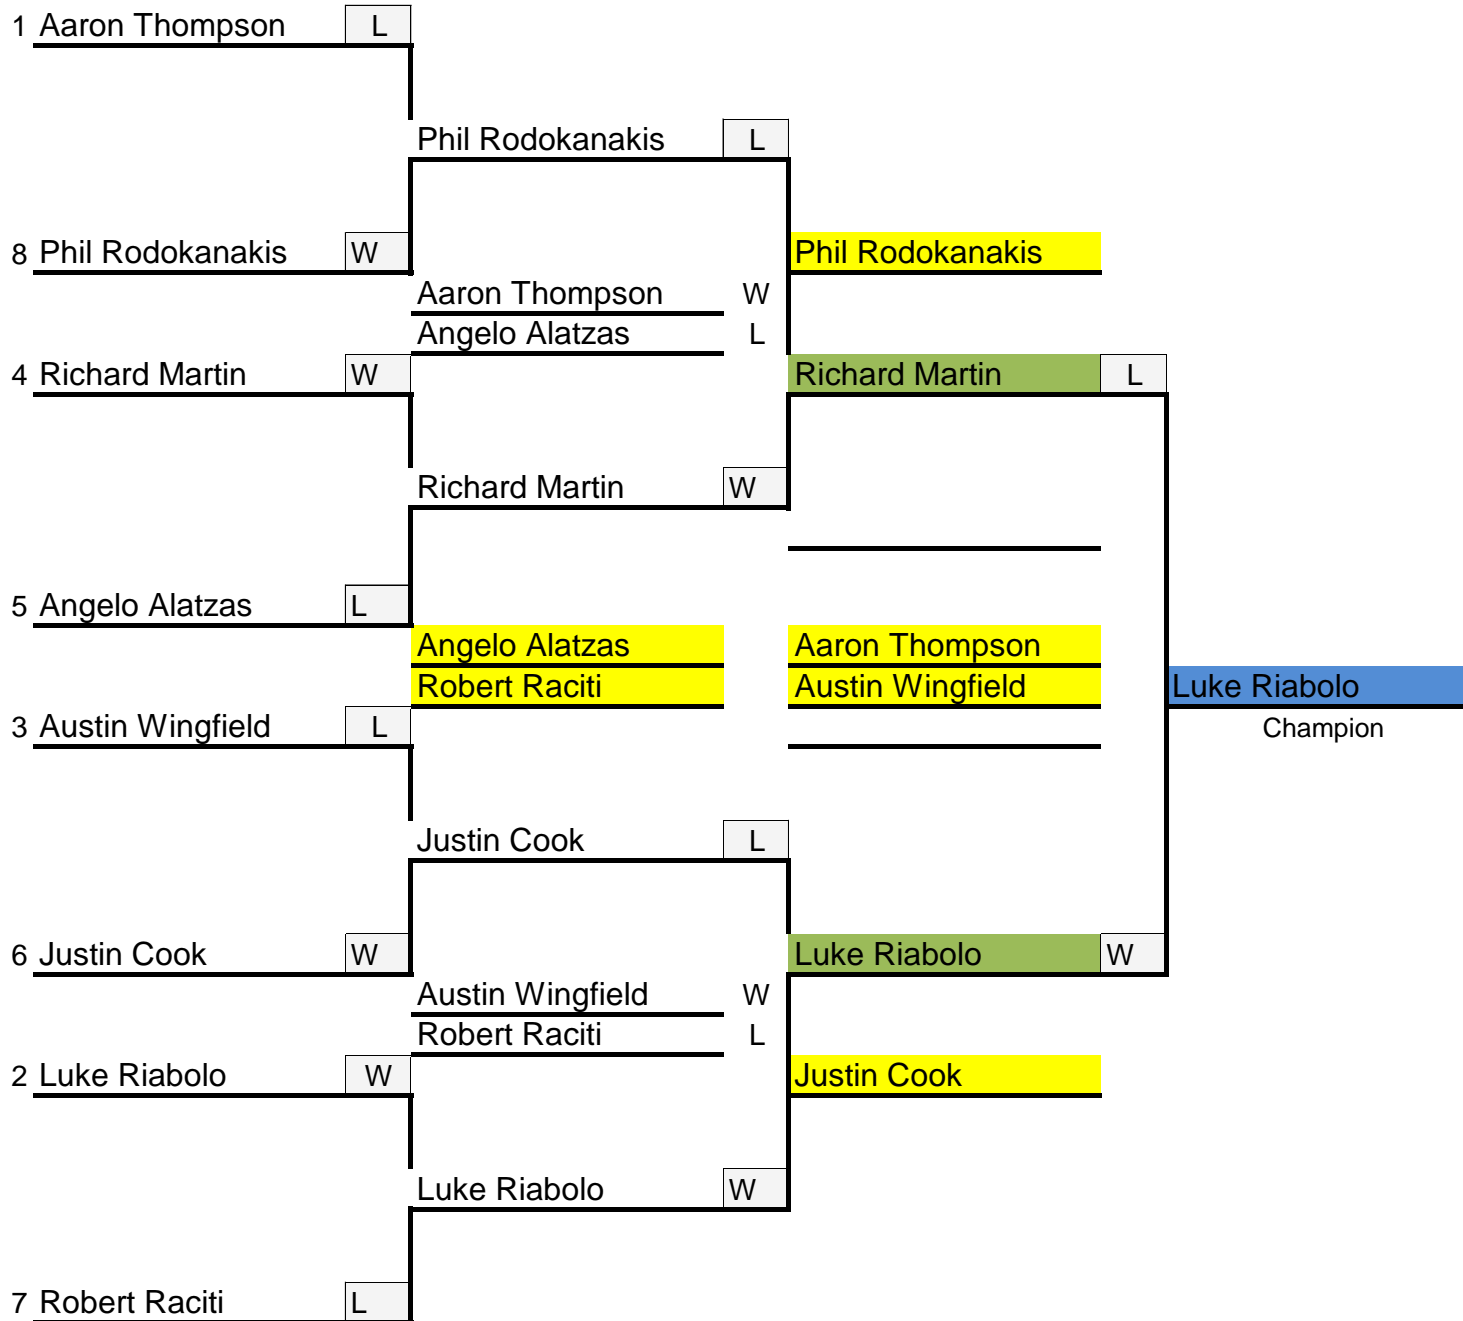 1 Aaron Thompson L
Phil Rodokanakis L
8 Phil Rodokanakis W Phil Rodokanakis
Aaron Thompson W
Angelo Alatzas L
4 Richard Martin W Richard Martin L
Richard Martin W
5 Angelo Alatzas L
Angelo Alatzas Aaron Thompson
Robert Raciti Austin Wingfield Luke Riabolo
3 Austin Wingfield L Champion
Justin Cook L
6 Justin Cook W Luke Riabolo W
Austin Wingfield W
Robert Raciti L
2 Luke Riabolo W Justin Cook
Luke Riabolo W
7 Robert Raciti L